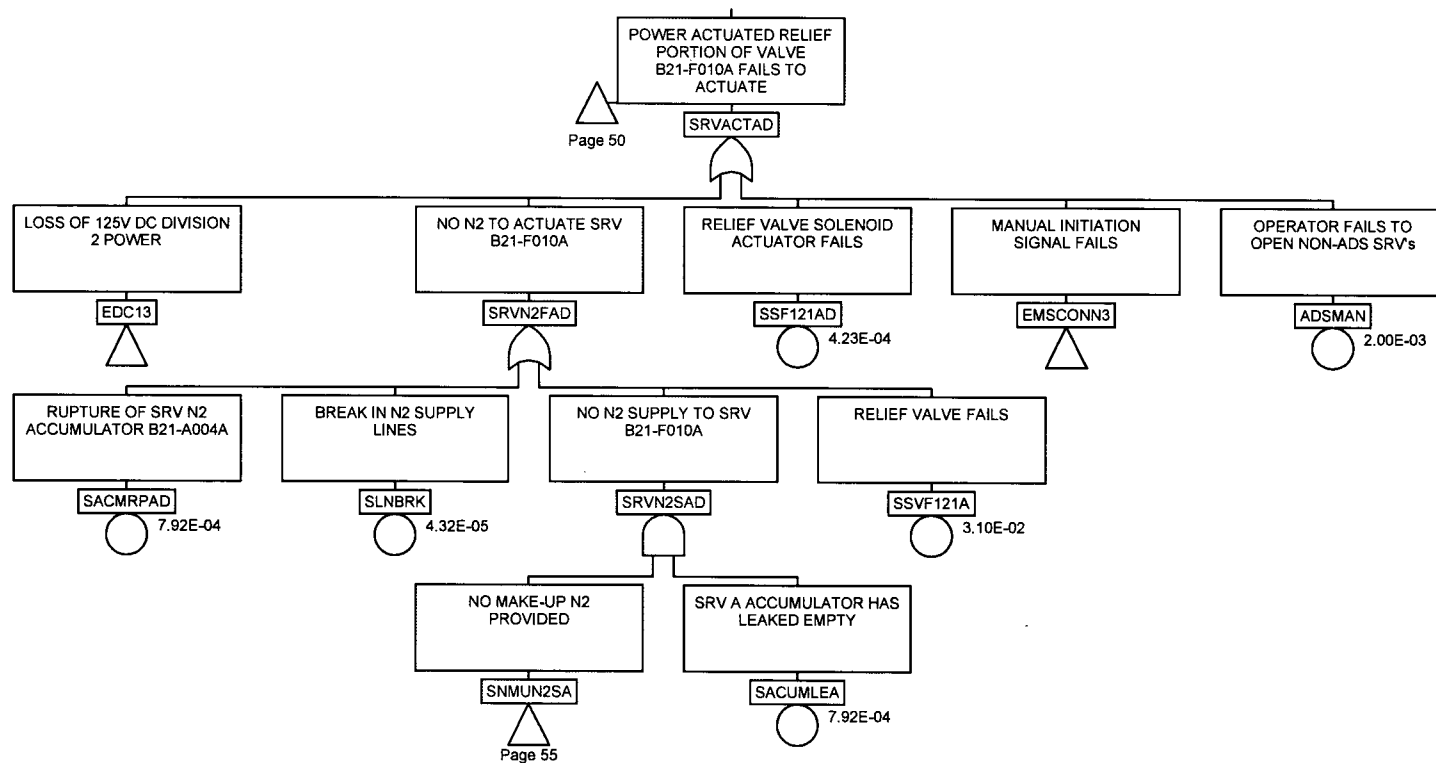 POWER ACTUATED RELIEF
PORTION OF VALVE
B21-F010A FAILS TO
ACTUATE
Page 50
SRVACTAD
LOSS OF 125V DC DIVISION
2 POWER
EDC13
NO N2 TO ACTUATE SRV
B21-F010A
SRVN2FAD
RELIEF VALVE SOLENOID
ACTUATOR FAILS
SSF121AD
4.23E-04
MANUAL INITIATION
SIGNAL FAILS
EMSCONN3
OPERATOR FAILS TO
OPEN NON-ADS SRV's
ADSMAN
2.00E-03
RUPTURE OF SRV N2
ACCUMULATOR B21-A004A
SACMRPAD
7.92E-04
BREAK IN N2 SUPPLY
LINES
SLNBRK
4.32E-05
NO N2 SUPPLY TO SRV
B21-F010A
SRVN2SAD
RELIEF VALVE FAILS
SSVF121A
3.10E-02
NO MAKE-UP N2
PROVIDED
SNMUN2SA
Page 55
SRV A ACCUMULATOR HAS
LEAKED EMPTY
SACUMLEA
7.92E-04